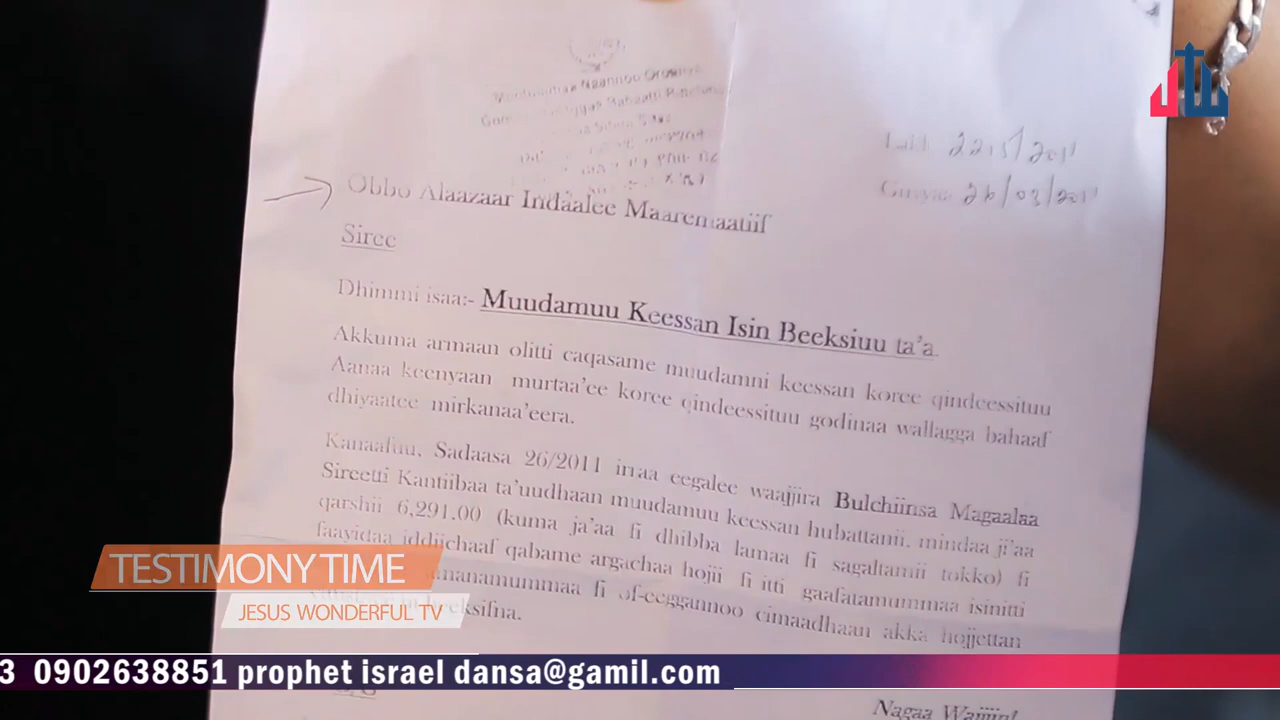 22 /2011
26/03/2011
Obbo Alaazaar Indaalee Maaremaatiif
Siree
Dhimmi isaa:- Muudamuu Keessan Isin Beeksiuu ta'a.
Akkuma armaan olitti caqasame muudamni keessan koree qindeessituu
Aanaa keenyaan murtaa'ee koree qindeessituu godinaa wallagga bahaaf
dhiyaatee mirkanaa'eera.
Kanaafuu, Sadaasa 26/2011 irraa eegalee waajjira Bulchiinsa Magaalaa
Sireetti Kantiibaa ta'uudhaan muudamuu keessan hubattanii, mindaa ji'aa
qarshii 6,291.00 (kuma ja'aa fi dhibba lamaa fi sagaltamii tokko) fi
faayidaa iddiichaaf qabame argachaa hojii fi itti gaafatamummaa isinitti
amanamummaa fi of-eeggannoo cimaadhaan akka hojjettan
beeksifna.
Nagaa Wajjin!
TESTIMONY TIME
JESUS WONDERFUL TV
3 0902638851 prophet israel dansa@gamil.com